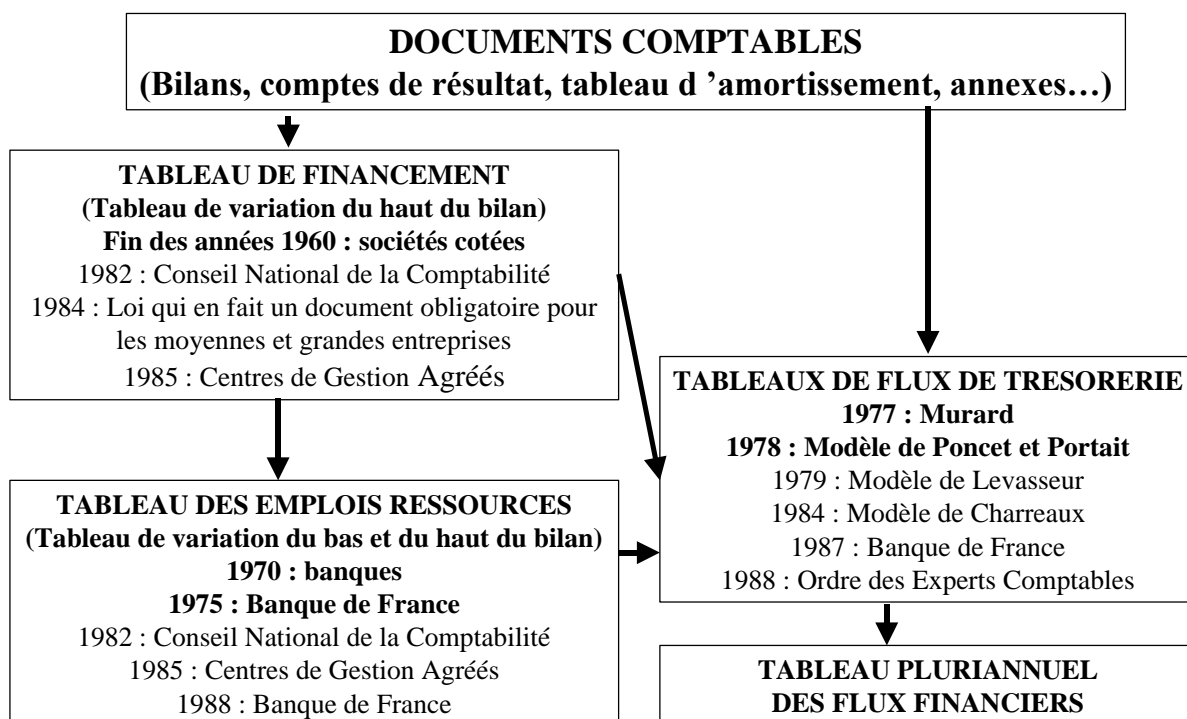 DOCUMENTS COMPTABLES
(Bilans, comptes de résultat, tableau d ’amortissement, annexes…)
TABLEAU DE FINANCEMENT
(Tableau de variation du haut du bilan)
Fin des années 1960 : sociétés cotées
1982 : Conseil National de la Comptabilité
1984 : Loi qui en fait un document obligatoire pour
les moyennes et grandes entreprises
1985 : Centres de Gestion Agréés
TABLEAUX DE FLUX DE TRESORERIE
1977 : Murard
1978 : Modèle de Poncet et Portait
1979 : Modèle de Levasseur
1984 : Modèle de Charreaux
1987 : Banque de France
1988 : Ordre des Experts Comptables
TABLEAU DES EMPLOIS RESSOURCES
(Tableau de variation du bas et du haut du bilan)
1970 : banques
1975 : Banque de France
1982 : Conseil National de la Comptabilité
1985 : Centres de Gestion Agréés
1988 : Banque de France
TABLEAU PLURIANNUEL
DES FLUX FINANCIERS